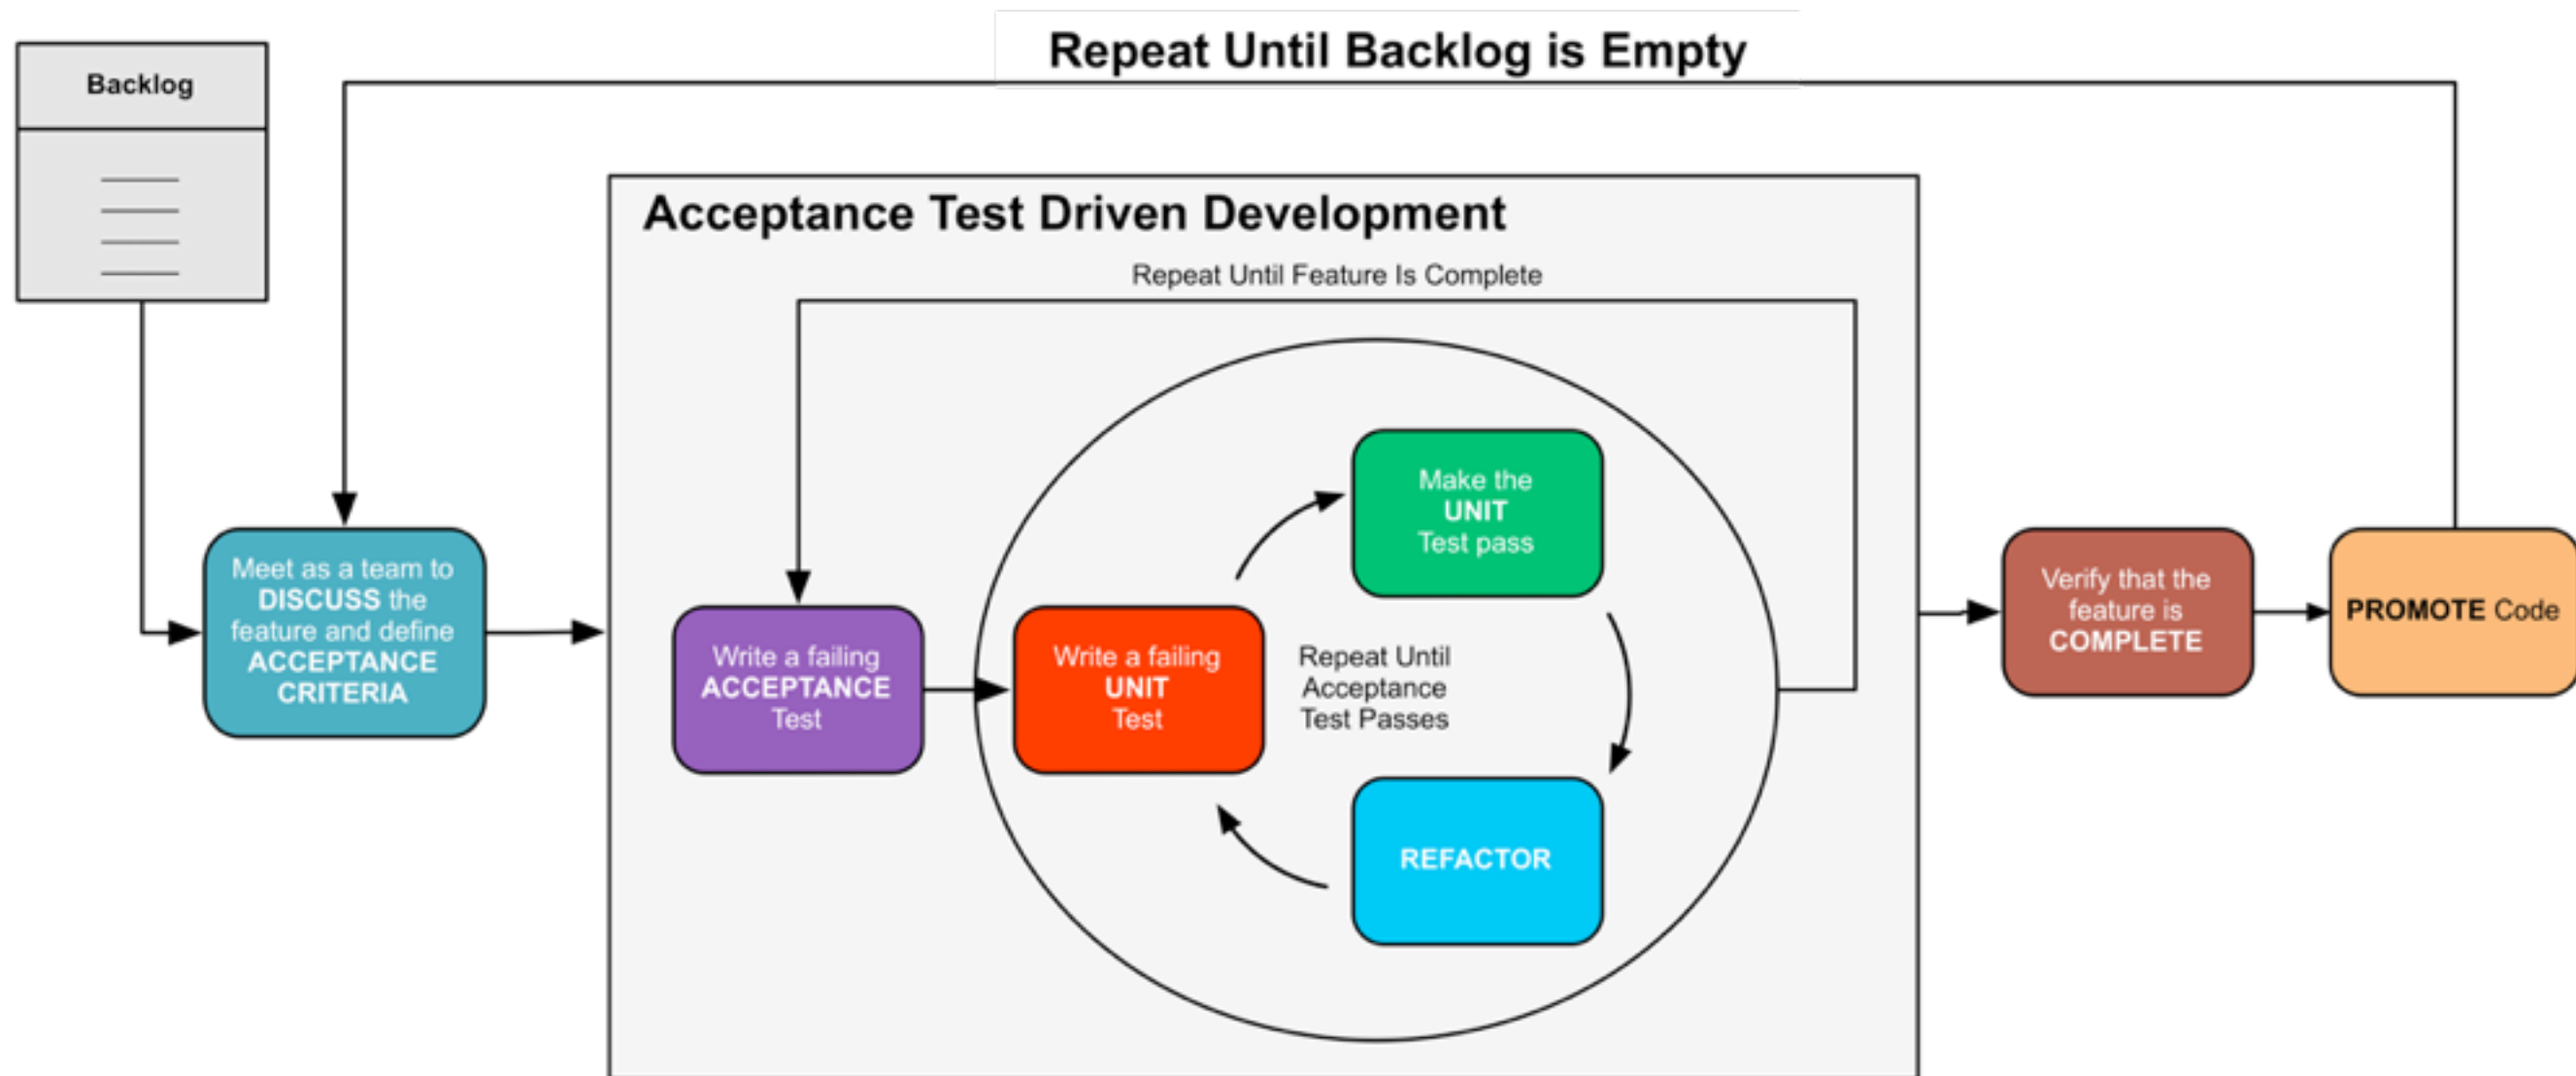 Repeat Until Backlog is Empty
Backlog
Acceptance Test Driven Development
Repeat Until Feature Is Complete
Meet as a team to
DISCUSS the
feature and define
ACCEPTANCE
CRITERIA
Write a failing
ACCEPTANCE
Test
Write a failing
UNIT
Test
Make the
UNIT
Test pass
Repeat Until
Acceptance
Test Passes
REFACTOR
Verify that the
feature is
COMPLETE
PROMOTE Code